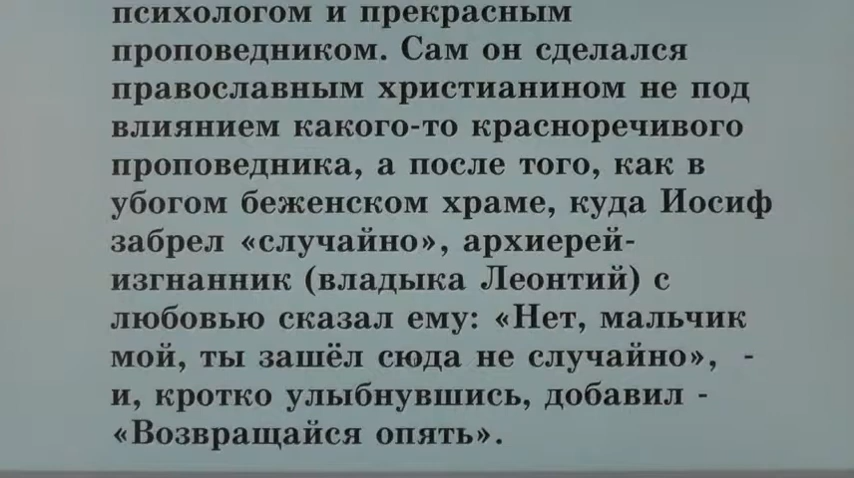 психологом и прекрасным
проповедником. Сам он сделался
православным христианином не под
влиянием какого-то красноречивого
проповедника, а после того, как в
убогом беженском храме, куда Иосиф
забрел «случайно», архиерей-
изгнанник (владыка Леонтий) с
любовью сказал ему: «Нет, мальчик
мой, ты зашёл сюда не случайно», -
и, кротко улыбнувшись, добавил -
«Возвращайся опять».